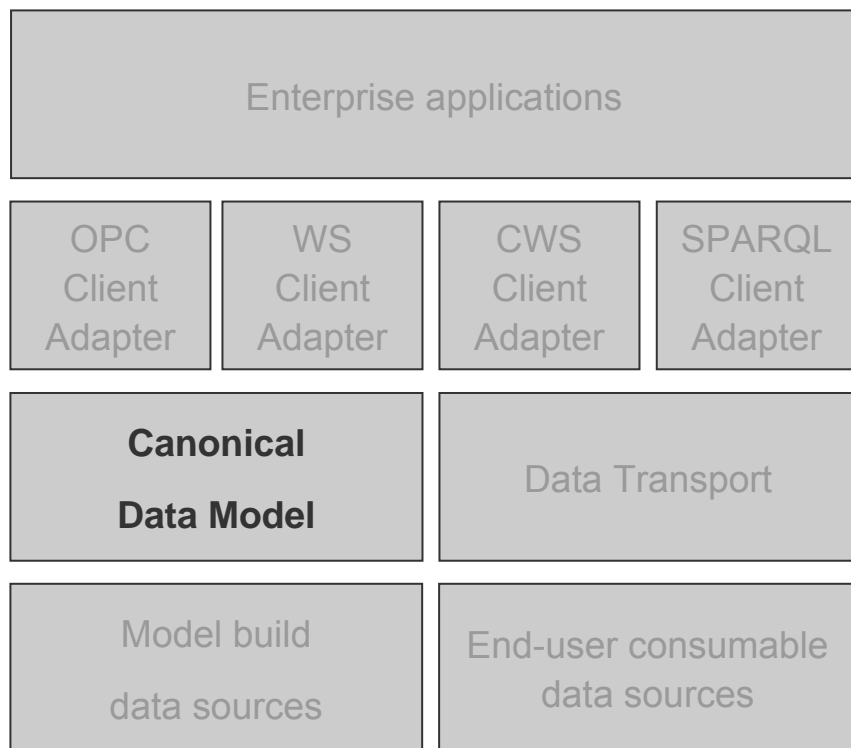 Enterprise applications
OPC
Client
Adapter
WS
Client
Adapter
CWS
Client
Adapter
SPARQL
Client
Adapter
Canonical
Data Model
Data Transport
Model build
data sources
End-user consumable
data sources